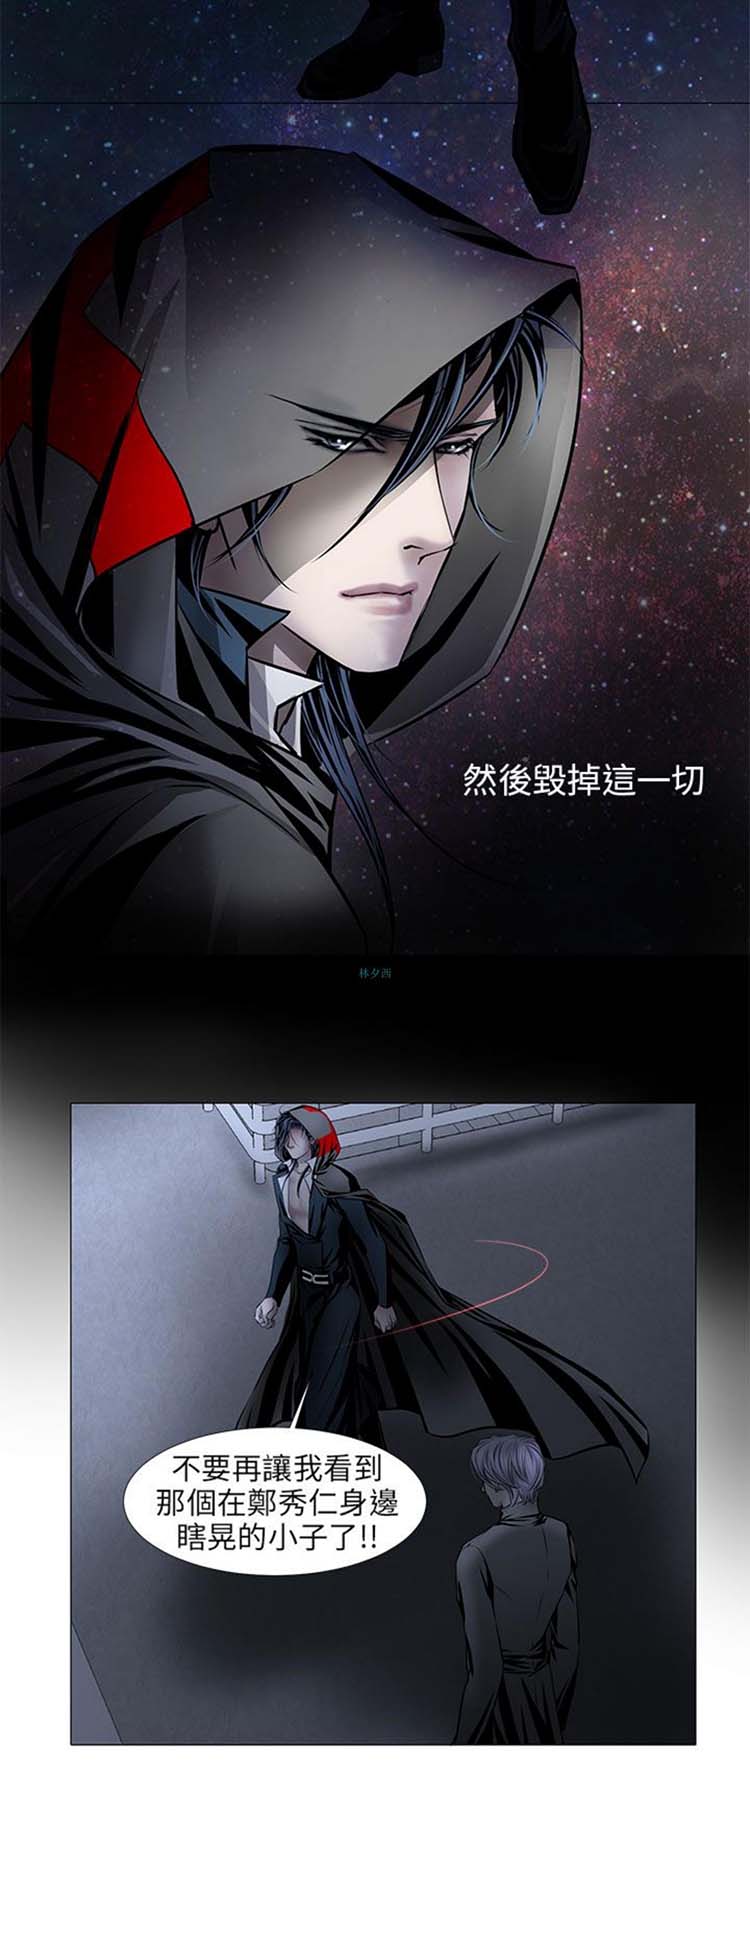 然後毀掉這一切
林夕西
不要再讓我看到
那個在鄭秀仁身邊
瞎晃的小子了!!